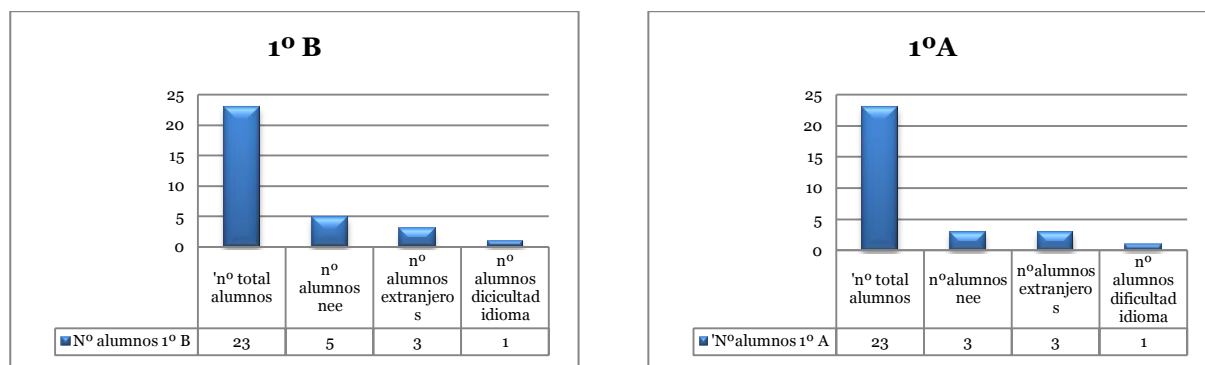 1º B
25
20
15
10
5
0
'nº total
alumnos
nº
alumnos
nee
nº
alumnos
extranjero
s
nº
alumnos
dicicultad
idioma
Nº alumnos 1º B
23
5
3
1
1ºA
25
20
15
10
5
0
'nº total
alumnos
nºalumnos
nee
nºalumnos
extranjero
s
nº
alumnos
dificultad
idioma
'Nºalumnos 1º A
23
3
3
1